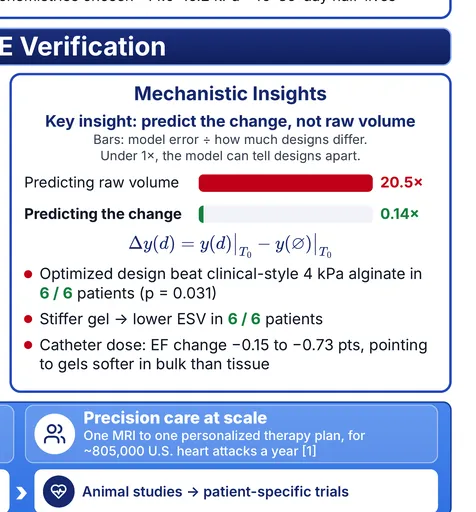 E Verification
Mechanistic Insights
Key insight: predict the change, not raw volume
Bars: model error ÷ how much designs differ.
Under 1×, the model can tell designs apart.
Predicting raw volume 20.5×
Predicting the change 0.14×
Δy(d) = y(d)|T₀ − y(∅)|T₀
Optimized design beat clinical-style 4 kPa alginate in
6 / 6 patients (p = 0.031)
Stiffer gel → lower ESV in 6 / 6 patients
Catheter dose: EF change −0.15 to −0.73 pts, pointing
to gels softer in bulk than tissue
Precision care at scale
One MRI to one personalized therapy plan, for
~805,000 U.S. heart attacks a year [1]
Animal studies → patient-specific trials